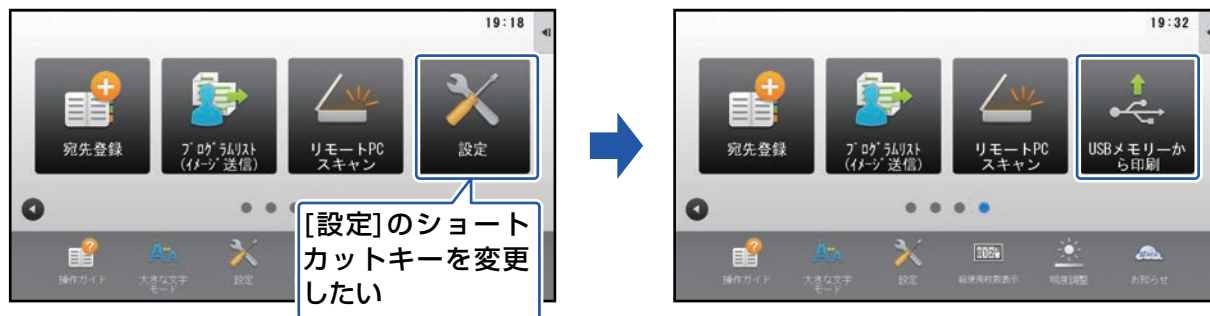 19:18
宛先登録
プログラムリスト
(イメージ送信)
リモートPC
スキャン
設定
[設定]のショート
カットキーを変更
したい
操作ガイド
大きな文字
モード
設定
19:32
宛先登録
プログラムリスト
(イメージ送信)
リモートPC
スキャン
USBメモリーか
ら印刷
操作ガイド
大きな文字
モード
設定
総使用枚数表示
明度調整
お知らせ